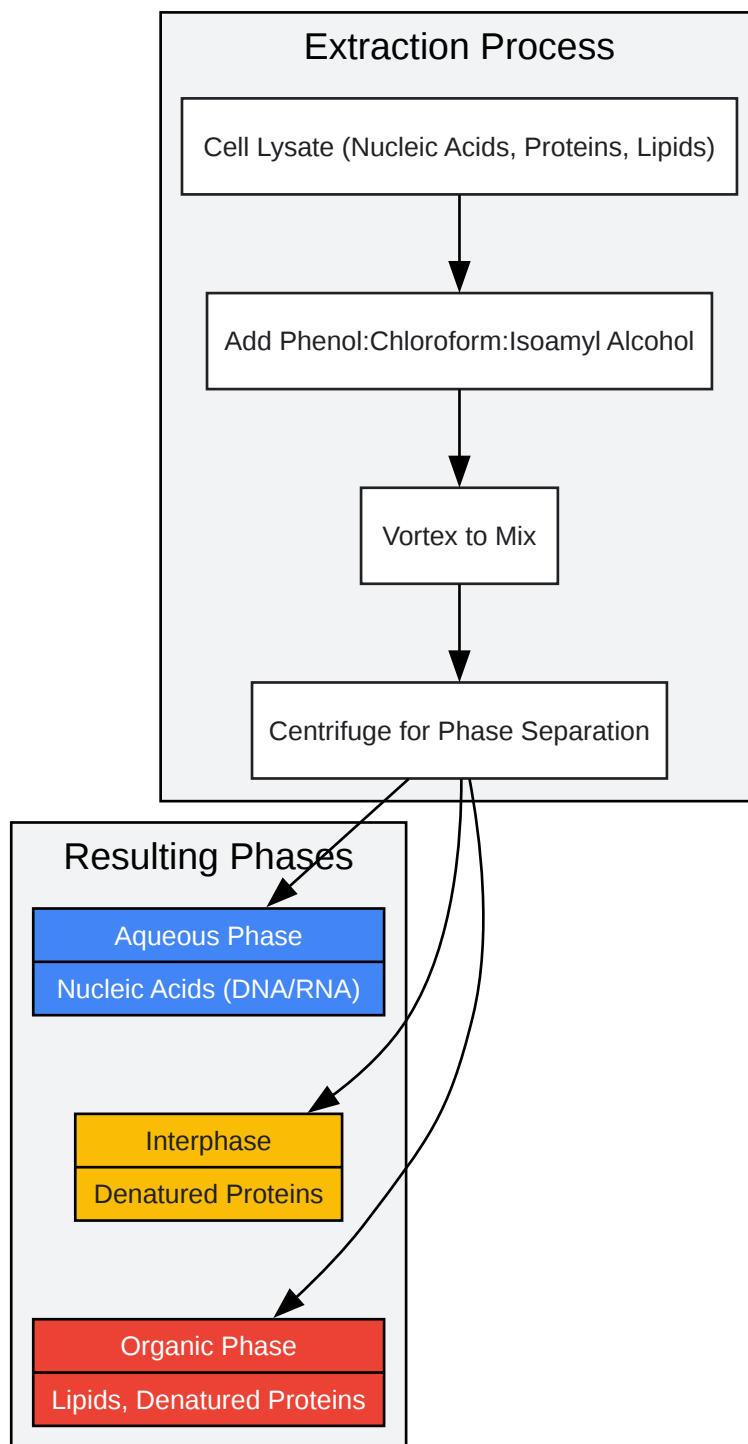 Extraction Process
Cell Lysate (Nucleic Acids, Proteins, Lipids)
Add Phenol:Chloroform:Isoamyl Alcohol
Vortex to Mix
Centrifuge for Phase Separation
Resulting Phases
Aqueous Phase
Nucleic Acids (DNA/RNA)
Interphase
Denatured Proteins
Organic Phase
Lipids, Denatured Proteins